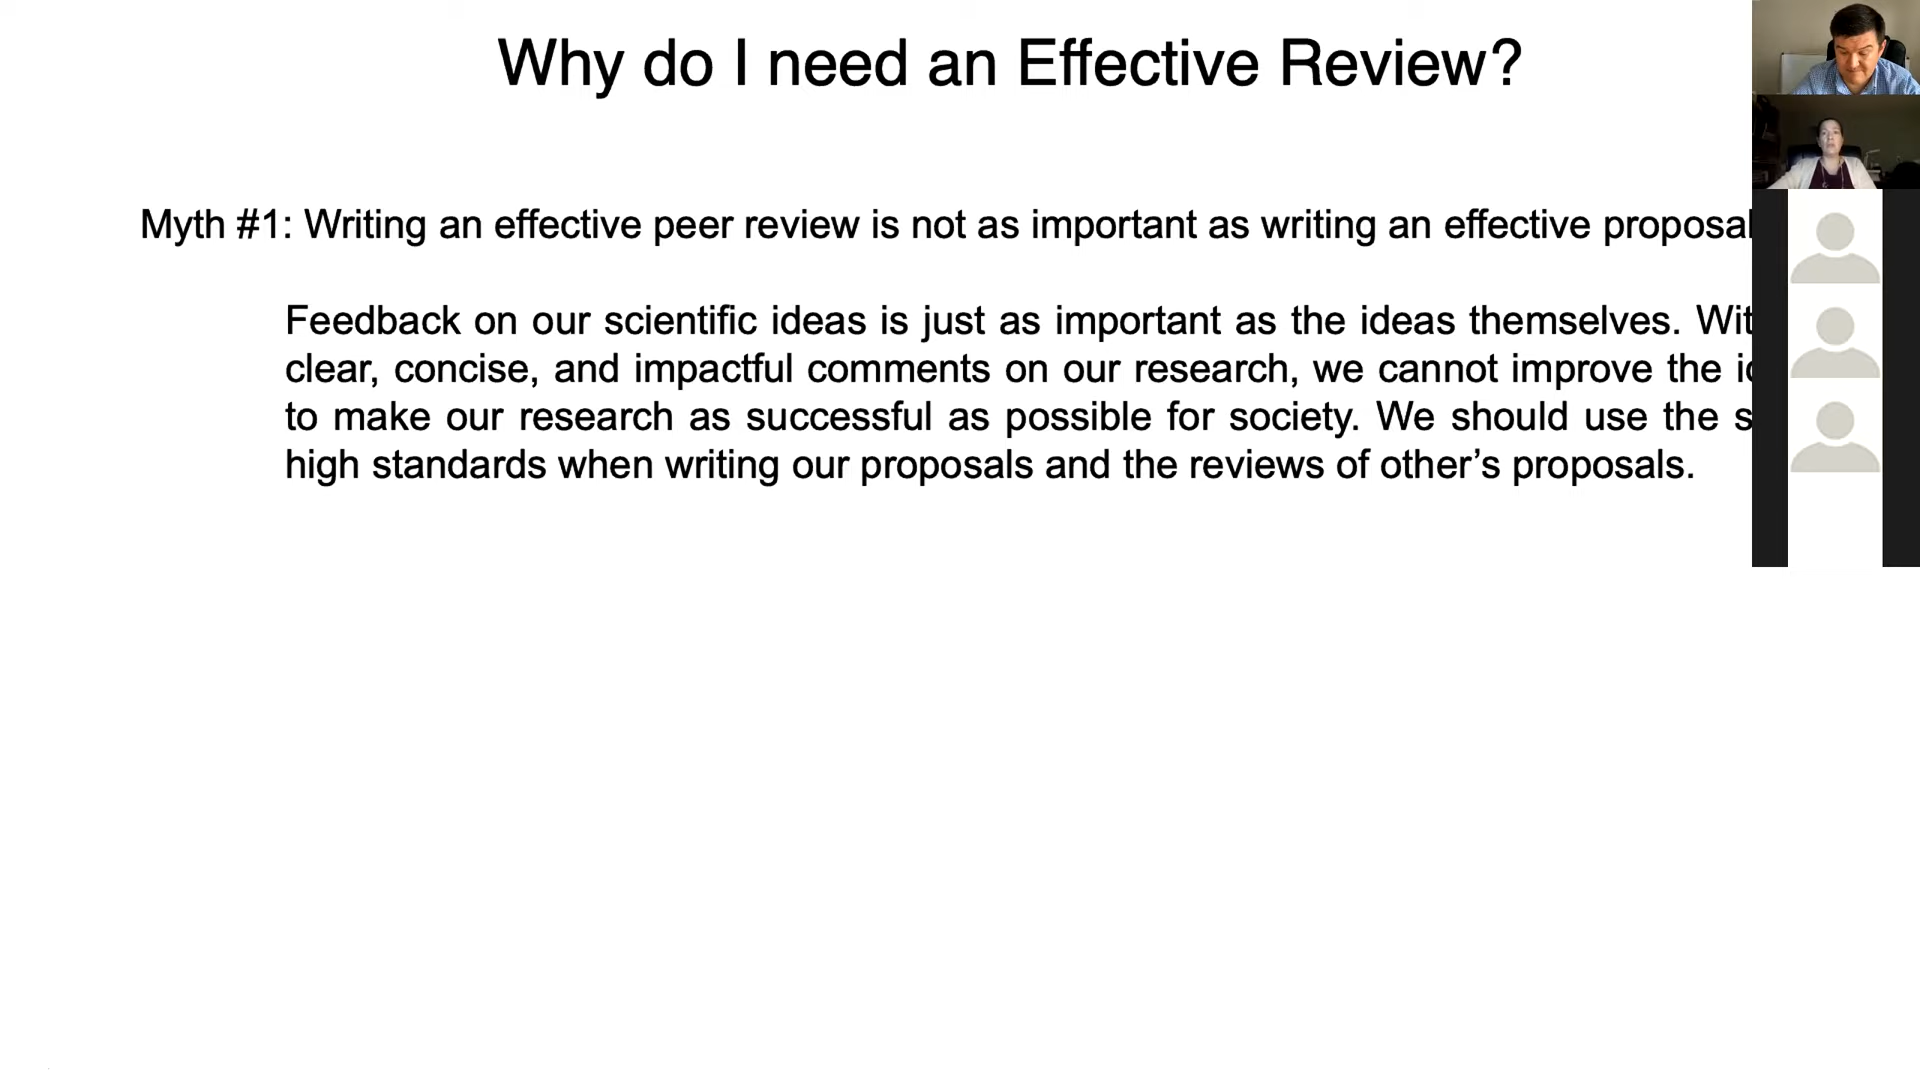 Why do I need an Effective Review?
Myth #1: Writing an effective peer review is not as important as writing an effective proposal
Feedback on our scientific ideas is just as important as the ideas themselves.
clear, concise, and impactful comments on our research, we cannot improve the
to make our research as successful as possible for society. We should use the
high standards when writing our proposals and the reviews of other’s proposals.